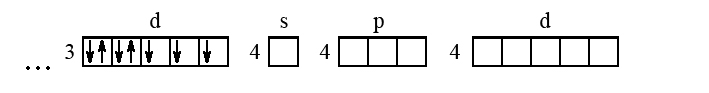 d s p d
... 3 ↓↑ ↓↑ ↓ ↓ ↓ 4 4 4